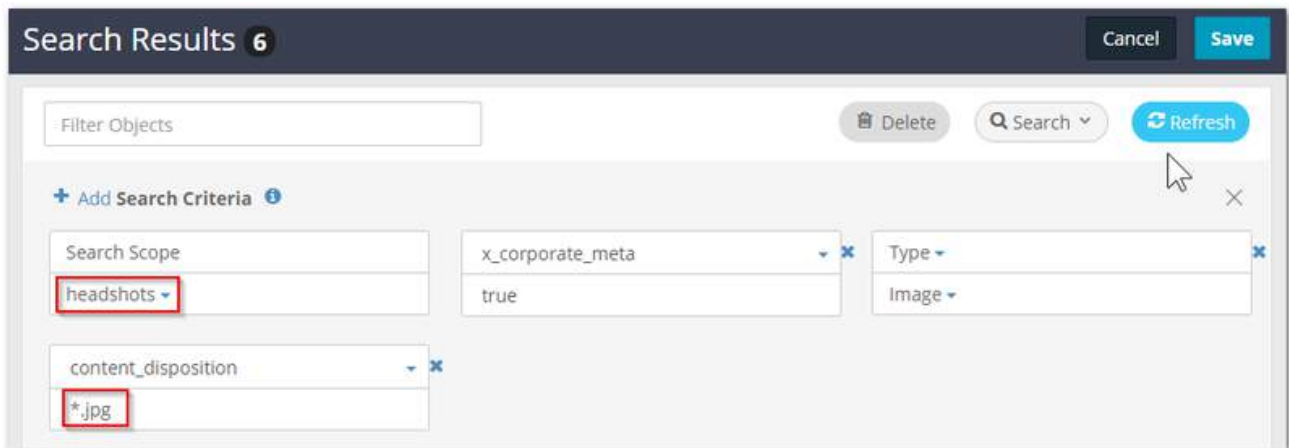 Search Results 6
Cancel
Save
Filter Objects
Delete
Search
Refresh
Add Search Criteria
Search Scope
headshots
x_corporate_meta
true
Type
Image
content_disposition
*.jpg